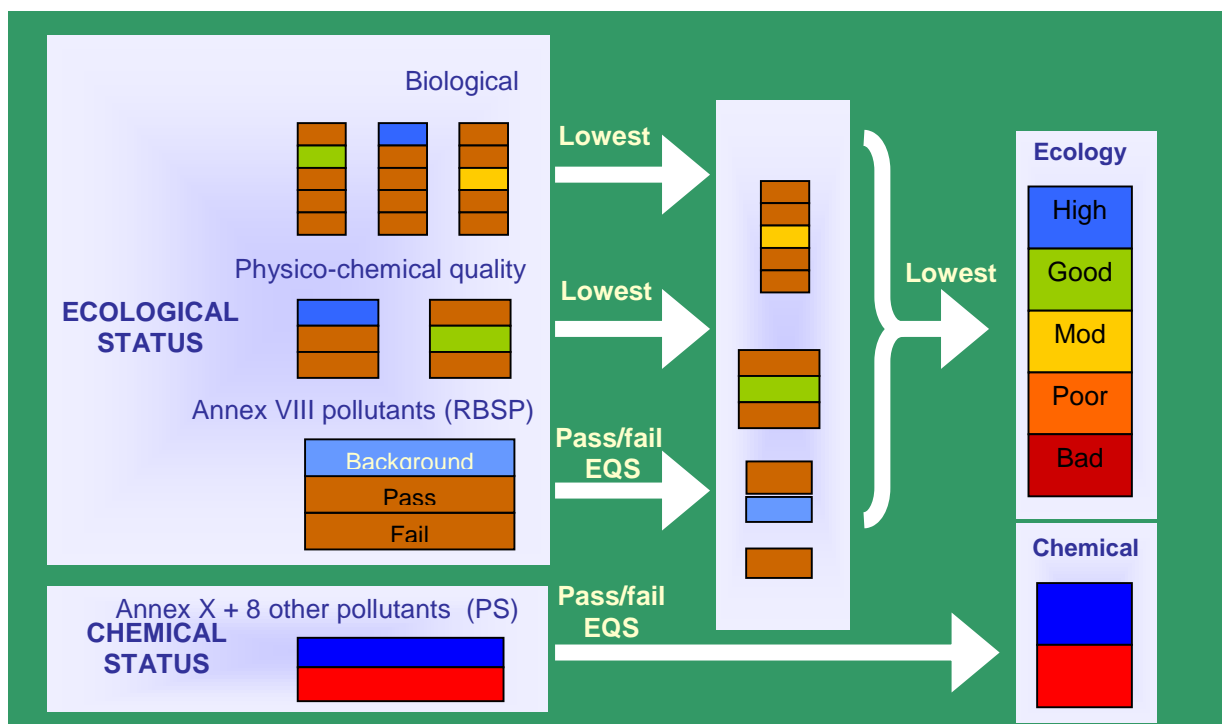 Biological
Physico-chemical quality
ECOLOGICAL
STATUS
Annex VIII pollutants (RBSP)
Background
Pass
Fail
Lowest
Lowest
Pass/fail
EQS
Lowest
Ecology
High
Good
Mod
Poor
Bad
Annex X + 8 other pollutants (PS)
CHEMICAL
STATUS
Pass/fail
EQS
Chemical